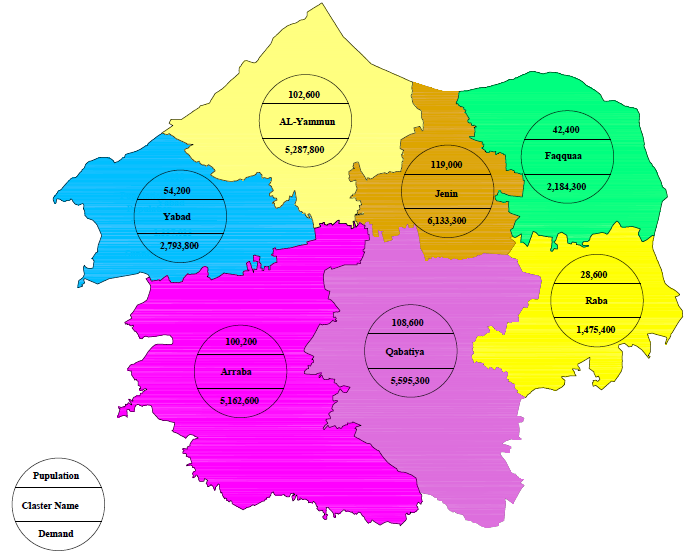 102,600
AL-Yammun
5,287,800
42,400
Faqquaa
2,184,300
119,000
Jenin
6,133,300
54,200
Yabad
2,793,800
28,600
Raba
1,475,400
108,600
Qabatiya
5,595,300
100,200
Arraba
5,162,600
Pupulation
Claster Name
Demand